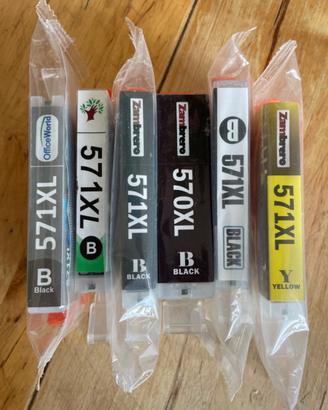 OfficeWorld
571XL
B
Black
571XL
B
Zambrero
571XL
B
BLACK
Zambrero
570XL
B
BLACK
B
571XL
BLACK
Zambrero
571XL
Y
YELLOW